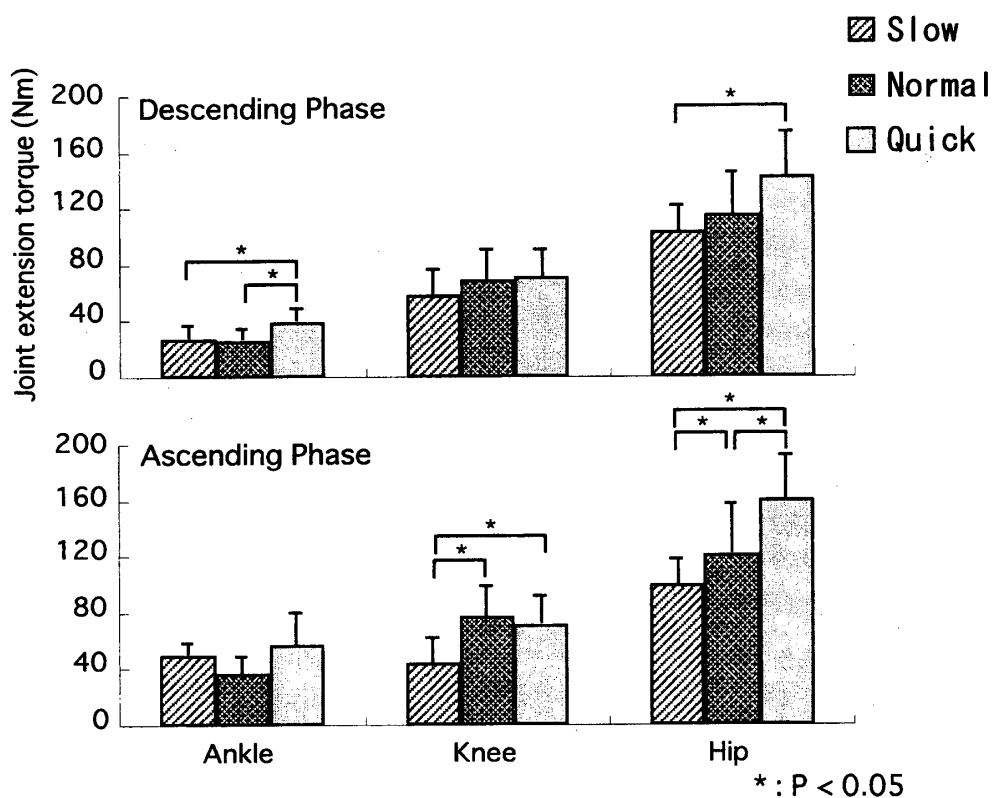 Slow
Normal
Quick
Joint extension torque (Nm)
Descending Phase
200
160
120
80
40
0
*
*
*
Ascending Phase
200
160
120
80
40
0
*
*
*
*
*
Ankle Knee Hip
* : P < 0.05